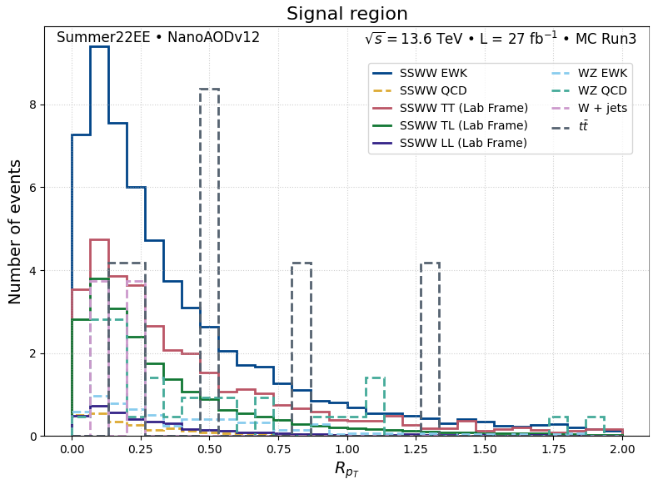 Signal region
Summer22EE • NanoAODv12
√s = 13.6 TeV • L = 27 fb⁻¹ • MC Run3
SSWW EWK
SSWW QCD
SSWW TT (Lab Frame)
SSWW TL (Lab Frame)
SSWW LL (Lab Frame)
WZ EWK
WZ QCD
W + jets
tt̄
Number of events
8
6
4
2
0
0.00 0.25 0.50 0.75 1.00 1.25 1.50 1.75 2.00
R_{p_T}